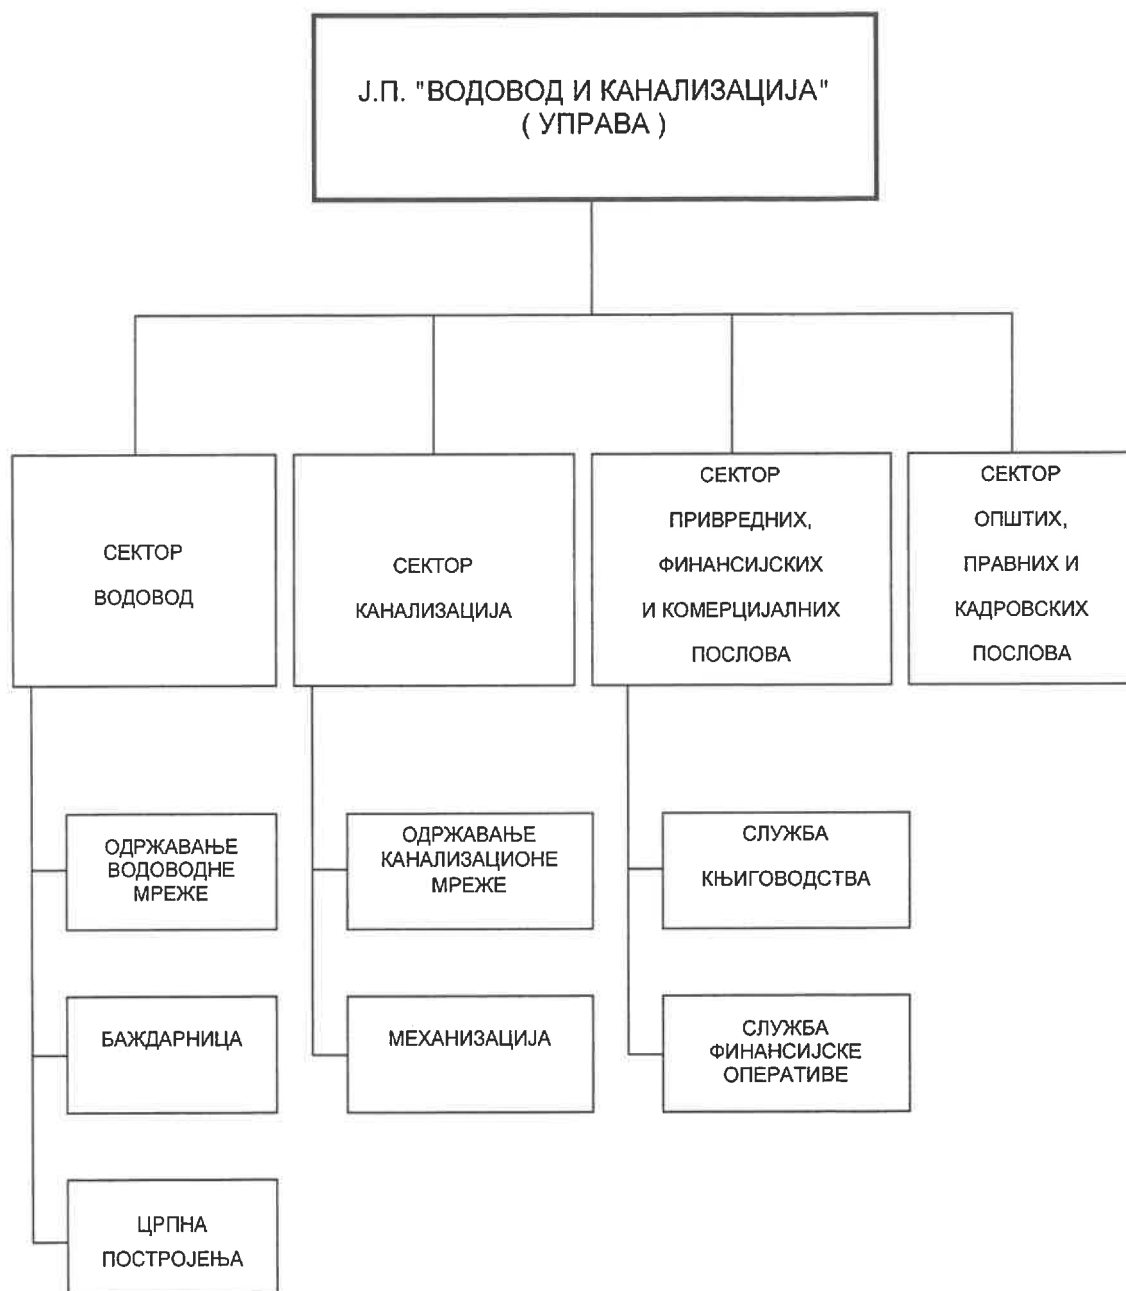 Ј.П. "ВОДОВОД И КАНАЛИЗАЦИЈА"
( УПРАВА )
СЕКТОР
ВОДОВОД
СЕКТОР
КАНАЛИЗАЦИЈА
СЕКТОР
ПРИВРЕДНИХ,
ФИНАНСИЈСКИХ
И КОМЕРЦИЈАЛНИХ
ПОСЛОВА
СЕКТОР
ОПШТИХ,
ПРАВНИХ И
КАДРОВСКИХ
ПОСЛОВА
ОДРЖАВАЊЕ
ВОДОВОДНЕ
МРЕЖЕ
ОДРЖАВАЊЕ
КАНАЛИЗАЦИОНЕ
МРЕЖЕ
СЛУЖБА
КЊИГОВОДСТВА
БАЖДАРНИЦА
МЕХАНИЗАЦИЈА
СЛУЖБА
ФИНАНСИЈСКЕ
ОПЕРАТИВЕ
ЦРПНА
ПОСТРОЈЕЊА